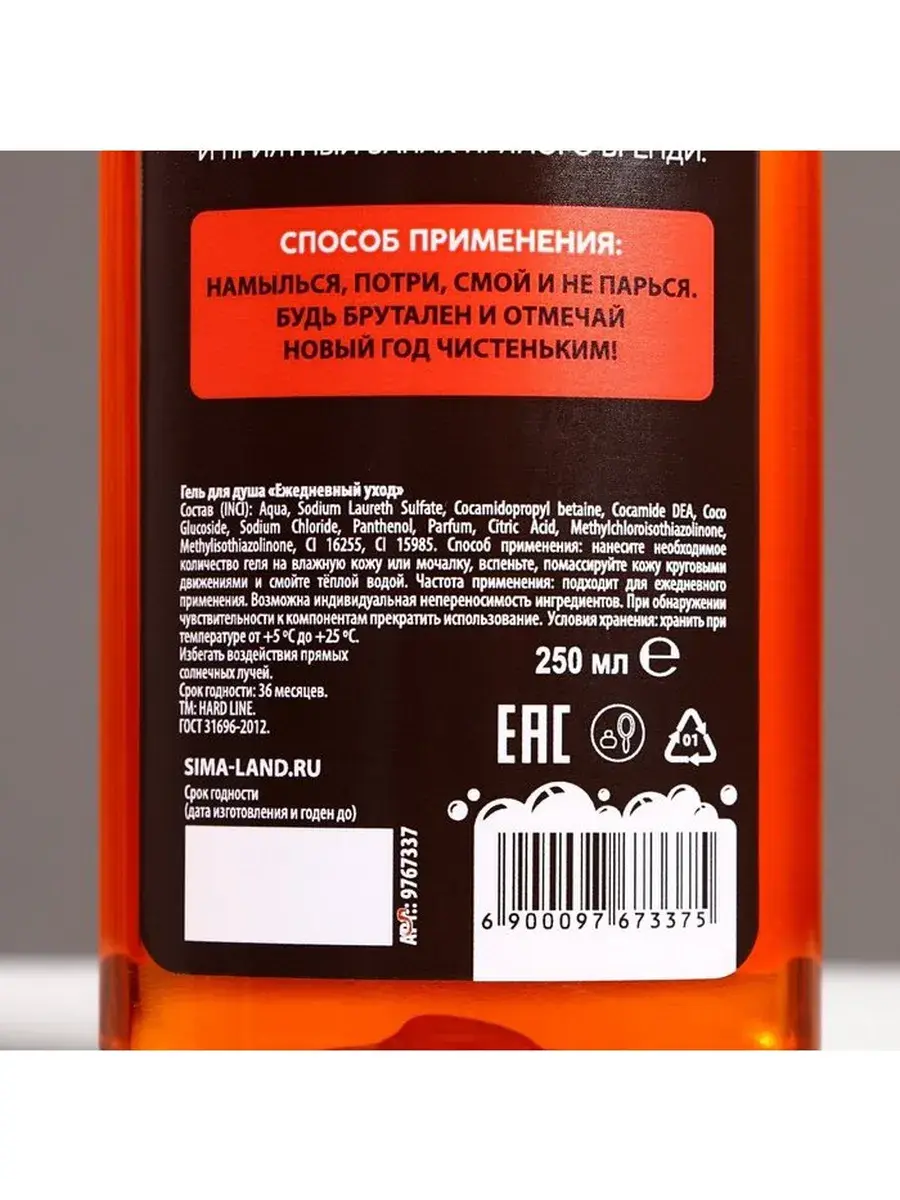 И ПРИЯТНЫЙ ЗАПАХ ПРЯНОГО БРЕНДИ.
СПОСОБ ПРИМЕНЕНИЯ:
НАМЫЛЬСЯ, ПОТРИ, СМОЙ И НЕ ПАРЬСЯ.
БУДЬ БРУТАЛЕН И ОТМЕЧАЙ
НОВЫЙ ГОД ЧИСТЕНЬКИМ!
Гель для душа «Ежедневный уход»
Состав (INCI): Aqua, Sodium Laureth Sulfate, Cocamidopropyl betaine, Cocamide DEA, Coco
Glucoside, Sodium Chloride, Panthenol, Parfum, Citric Acid, Methylchloroisothiazolinone,
Methylisothiazolinone, CI 16255, CI 15985. Способ применения: нанесите необходимое
количество геля на влажную кожу или мочалку, вспеньте, помассируйте кожу круговыми
движениями и смойте тёплой водой. Частота применения: подходит для ежедневного
применения. Возможна индивидуальная непереносимость ингредиентов. При обнаружении
чувствительности к компонентам прекратить использование. Условия хранения: хранить при
температуре от +5 ºС до +25 ºС.
Избегать воздействия прямых
солнечных лучей.
Срок годности: 36 месяцев.
ТМ: HARD LINE.
ГОСТ 31696-2012.
250 мл ℮
EAC
01
SIMA-LAND.RU
Срок годности
(дата изготовления и годен до)
Арт.: 9767337
6 900097 673375